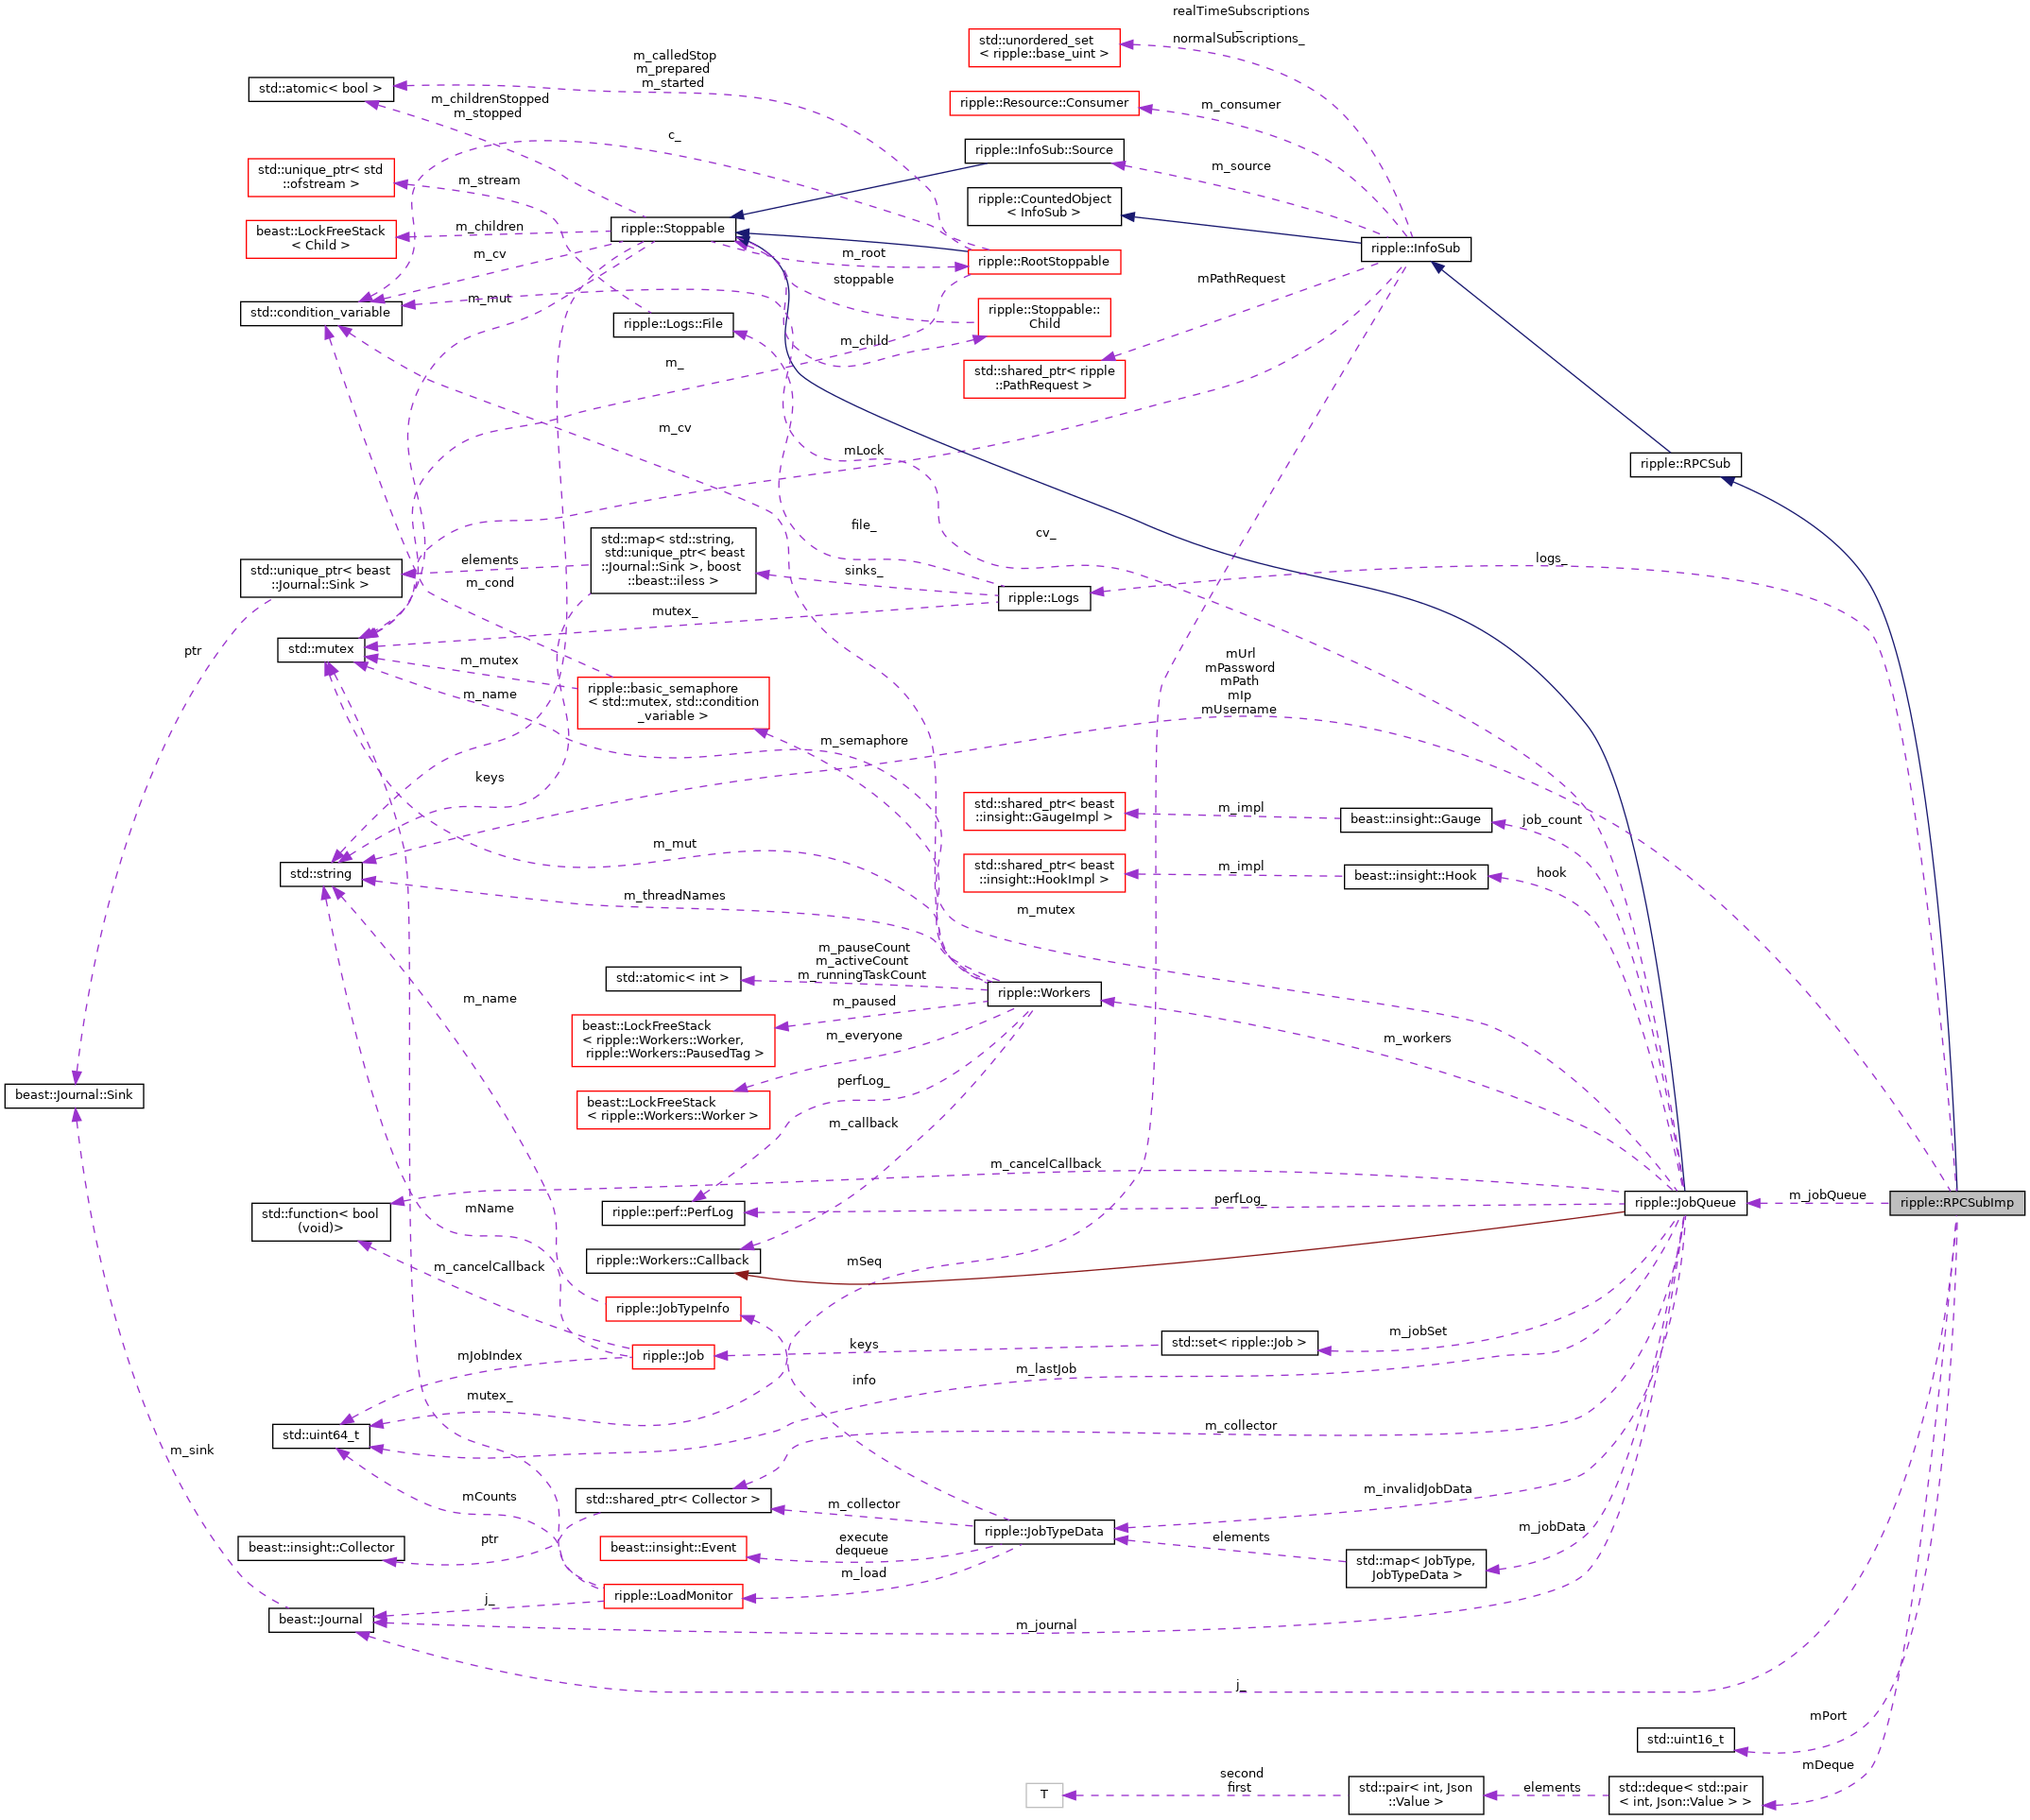 realTimeSubscriptions
_
normalSubscriptions_
std::unordered_set
< ripple::base_uint >
m_calledStop
m_prepared
m_started
std::atomic< bool >
m_childrenStopped
m_stopped
ripple::Resource::Consumer
m_consumer
c_
ripple::InfoSub::Source
m_source
std::unique_ptr< std
::ofstream >
m_stream
ripple::CountedObject
< InfoSub >
beast::LockFreeStack
< Child >
m_children
ripple::Stoppable
ripple::InfoSub
m_cv
m_root
ripple::RootStoppable
stoppable
mPathRequest
m_mut
std::condition_variable
ripple::Logs::File
ripple::Stoppable::
Child
m_child
m_
std::shared_ptr< ripple
::PathRequest >
m_cv
mLock
ripple::RPCSub
file_
cv_
std::map< std::string,
std::unique_ptr< beast
::Journal::Sink >, boost
::beast::iless >
elements
m_cond
std::unique_ptr< beast
::Journal::Sink >
sinks_
logs_
ripple::Logs
mutex_
std::mutex
ptr
m_mutex
m_name
ripple::basic_semaphore
< std::mutex, std::condition
_variable >
mUrl
mPassword
mPath
mIp
mUsername
m_semaphore
keys
std::shared_ptr< beast
::insight::GaugeImpl >
m_impl
beast::insight::Gauge
job_count
m_mut
std::string
std::shared_ptr< beast
::insight::HookImpl >
m_impl
beast::insight::Hook
hook
m_threadNames
m_mutex
m_pauseCount
m_activeCount
m_runningTaskCount
std::atomic< int >
m_name
ripple::Workers
m_paused
beast::LockFreeStack
< ripple::Workers::Worker,
ripple::Workers::PausedTag >
m_everyone
m_workers
perfLog_
beast::Journal::Sink
beast::LockFreeStack
< ripple::Workers::Worker >
m_callback
m_cancelCallback
std::function< bool
(void)>
mName
ripple::perf::PerfLog
perfLog_
ripple::JobQueue
m_jobQueue
ripple::RPCSubImp
ripple::Workers::Callback
mSeq
m_cancelCallback
ripple::JobTypeInfo
std::set< ripple::Job >
m_jobSet
keys
ripple::Job
mJobIndex
m_lastJob
info
mutex_
std::uint64_t
m_collector
m_sink
mCounts
std::shared_ptr< Collector >
m_collector
m_invalidJobData
ripple::JobTypeData
m_jobData
ptr
beast::insight::Collector
beast::insight::Event
execute
dequeue
elements
std::map< JobType,
JobTypeData >
m_load
ripple::LoadMonitor
j_
beast::Journal
m_journal
j_
mPort
std::uint16_t
mDeque
second
first
T
std::pair< int, Json
::Value >
elements
std::deque< std::pair
< int, Json::Value > >